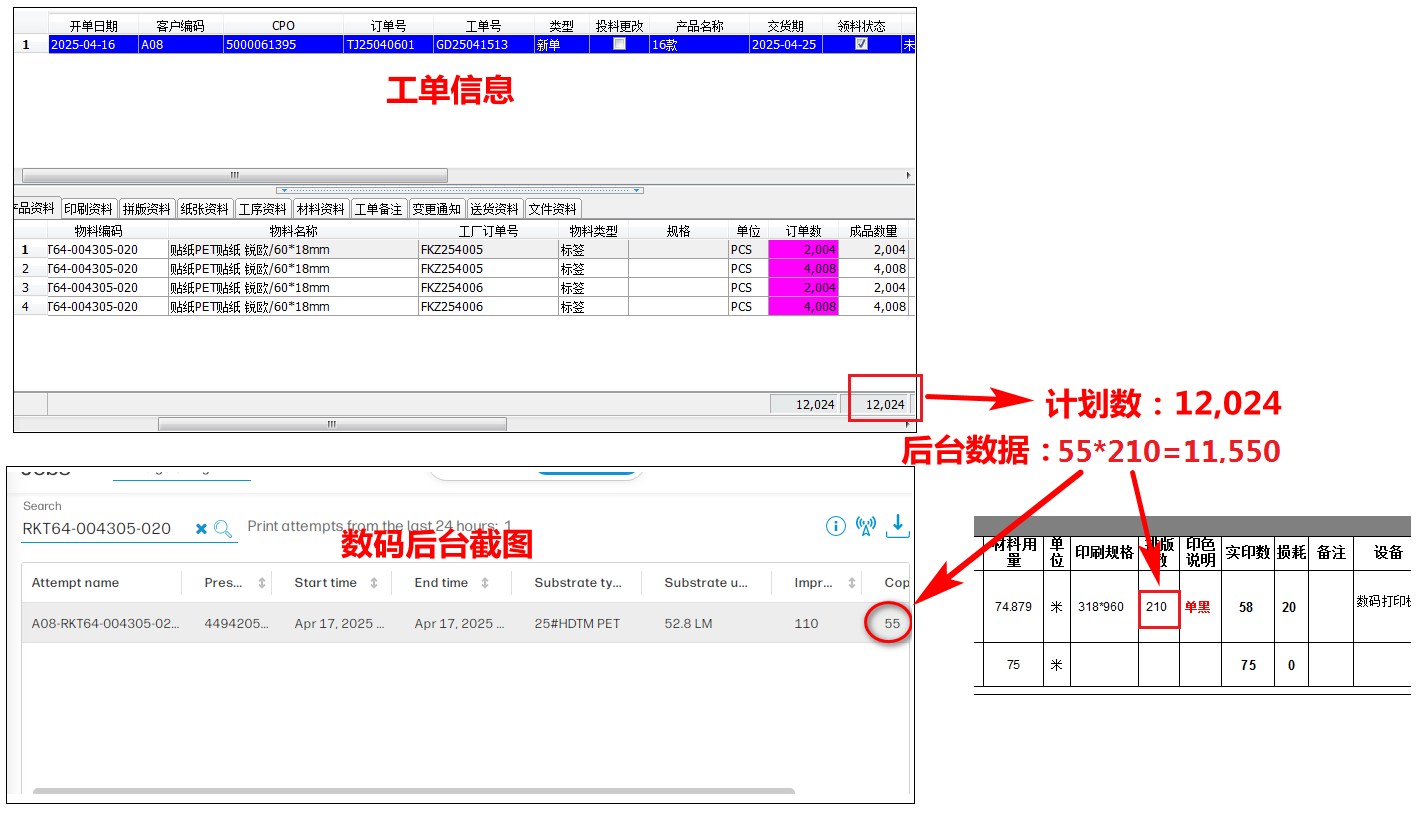 开单日期 客户编码 CPO 订单号 工单号 类型 投料更改 产品名称 交货期 领料状态
1 2025-04-16 A08 5000061395 TJ25040601 GD25041513 新单 16款 2025-04-25 未
工单信息
产品资料 印刷资料 拼版资料 纸张资料 工序资料 材料资料 工单备注 变更通知 送货资料 文件资料
物料编码 物料名称 工厂订单号 物料类型 规格 单位 订单数 成品数量
1 T64-004305-020 贴纸PET贴纸 锐欧/60*18mm FKZ254005 标签 PCS 2,004 2,004
2 T64-004305-020 贴纸PET贴纸 锐欧/60*18mm FKZ254005 标签 PCS 4,008 4,008
3 T64-004305-020 贴纸PET贴纸 锐欧/60*18mm FKZ254006 标签 PCS 2,004 2,004
4 T64-004305-020 贴纸PET贴纸 锐欧/60*18mm FKZ254006 标签 PCS 4,008 4,008
12,024 12,024
计划数：12,024
后台数据：55*210=11,550
Search
RKT64-004305-020 Print attempts from the last 24 hours: 1
数码后台截图
Attempt name Pres... Start time End time Substrate ty... Substrate u... Impr... Cop
A08-RKT64-004305-02... 4494205... Apr 17, 2025 ... Apr 17, 2025 ... 25#HDTM PET 52.8 LM 110 55
材料用量 单位 印刷规格 排版数 印色说明 实印数 损耗 备注 设备
74.879 米 318*960 210 单黑 58 20 数码打印机
75 米 75 0